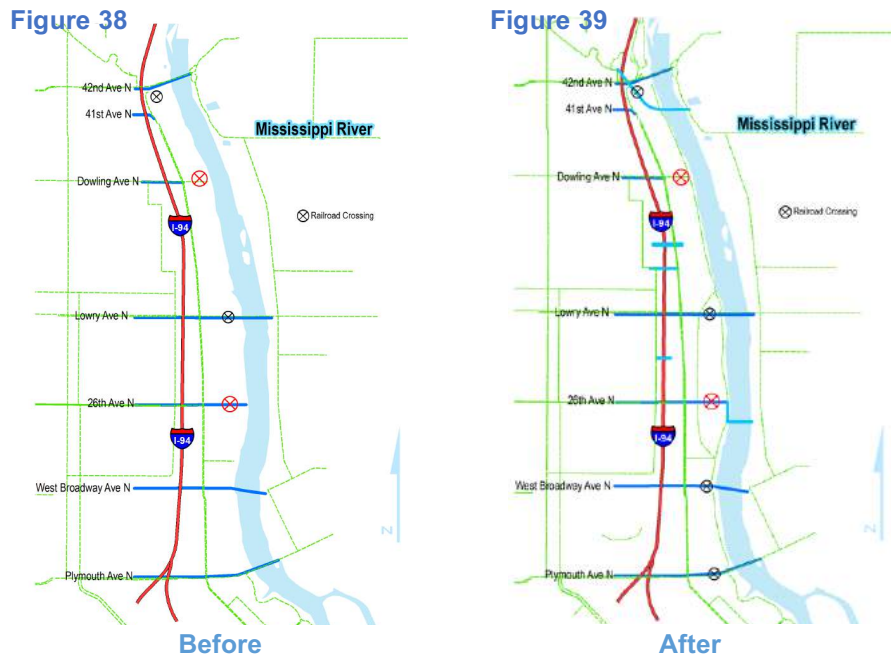 Figure 38
42nd Ave N
41st Ave N
Mississippi River
Dowling Ave N
Railroad Crossing
I-94
Lowry Ave N
26th Ave N
I-94
West Broadway Ave N
N
Plymouth Ave N
Before
Figure 39
42nd Ave N
41st Ave N
Mississippi River
Dowling Ave N
Railroad Crossing
I-94
Lowry Ave N
26th Ave N
I-94
West Broadway Ave N
N
Plymouth Ave N
After